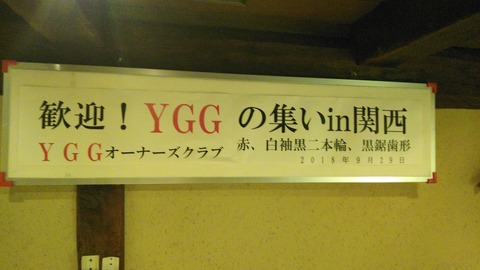 歓迎！YGGの集いin関西
YGGオーナーズクラブ 赤、白袖黒二本輪、黒鋸歯形
2018年9月29日